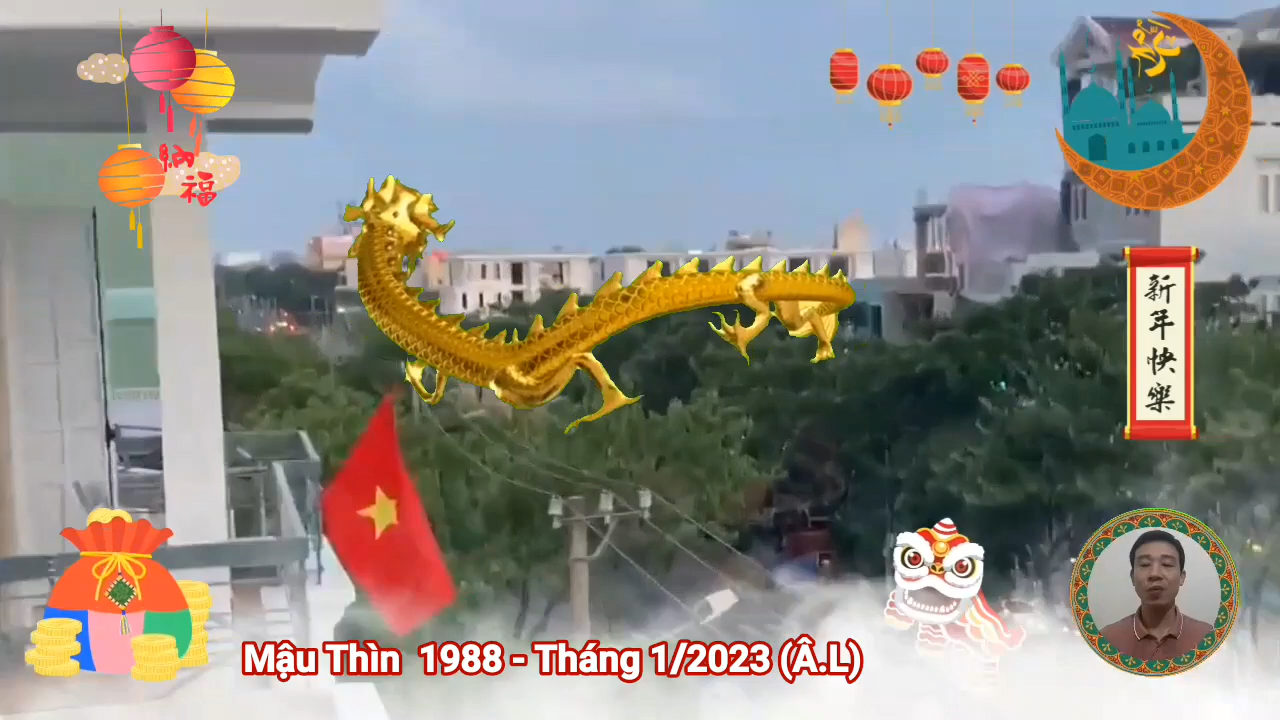 納
福
新
年
快
樂
Mậu Thìn 1988 - Tháng 1/2023 (Â.L)